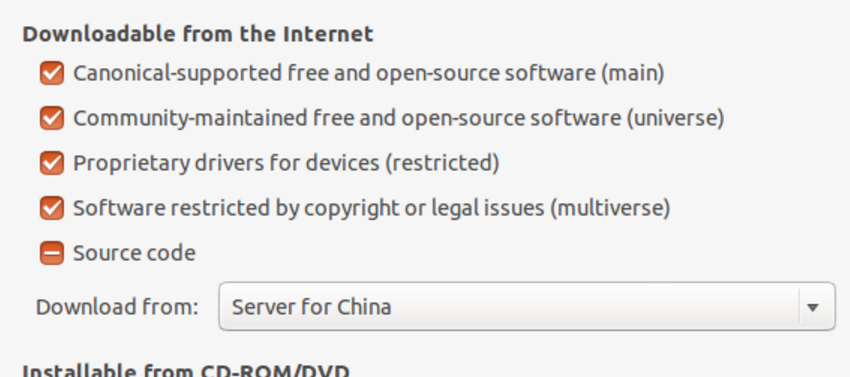 Downloadable from the Internet
Canonical-supported free and open-source software (main)
Community-maintained free and open-source software (universe)
Proprietary drivers for devices (restricted)
Software restricted by copyright or legal issues (multiverse)
Source code
Download from: Server for China
Installable from CD-ROM/DVD